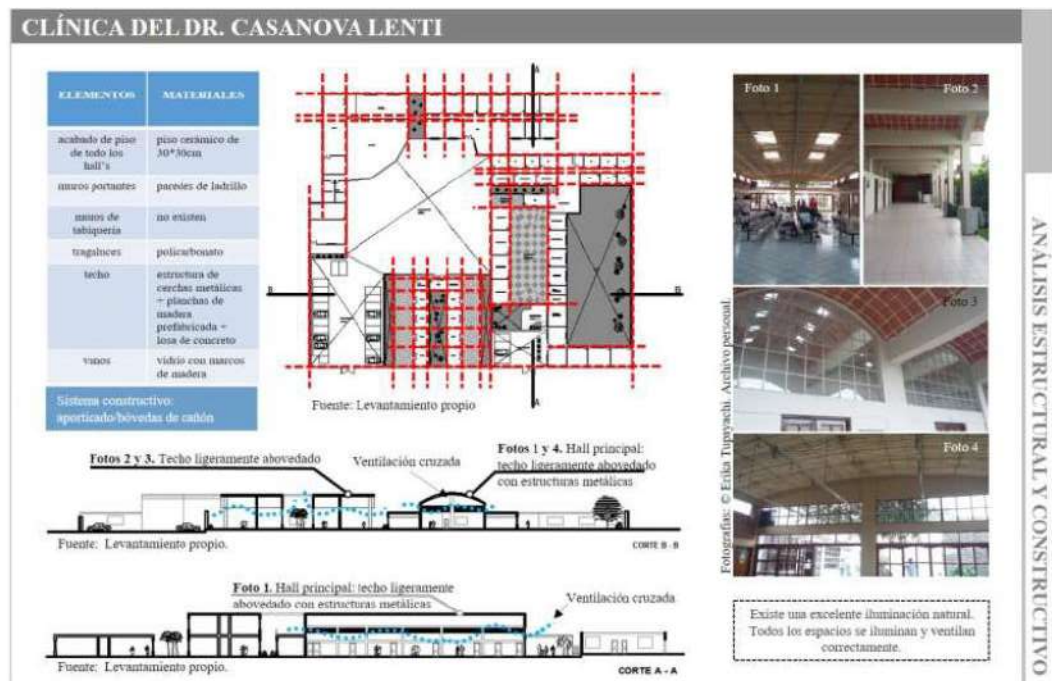 CLÍNICA DEL DR. CASANOVA LENTI
ELEMENTOS
MATERIALES
acabado de piso
de todo los
hall's
piso cerámico de
30*30cm
muros portantes
paredes de ladrillo
muros de
tabiquería
no existen
tragaluces
policarbonato
techo
estructura de
cerchas metálicas
+ planchas de
madera
prefabricada +
losa de concreto
vanos
vidrio con marcos
de madera
Sistema constructivo:
aporticado/bóvedas de cañón
A
B
B
A
Fuente: Levantamiento propio
Foto 1
Foto 2
Foto 3
Foto 4
Fotografías: © Erika Tupayachi. Archivo personal.
Fotos 2 y 3. Techo ligeramente abovedado
Ventilación cruzada
Fotos 1 y 4. Hall principal:
techo ligeramente abovedado
con estructuras metálicas
Fuente: Levantamiento propio.
CORTE B - B
Foto 1. Hall principal: techo ligeramente
abovedado con estructuras metálicas
Ventilación cruzada
Fuente: Levantamiento propio.
CORTE A - A
Existe una excelente iluminación natural.
Todos los espacios se iluminan y ventilan
correctamente.
ANÁLISIS ESTRUCTURAL Y CONSTRUCTIVO